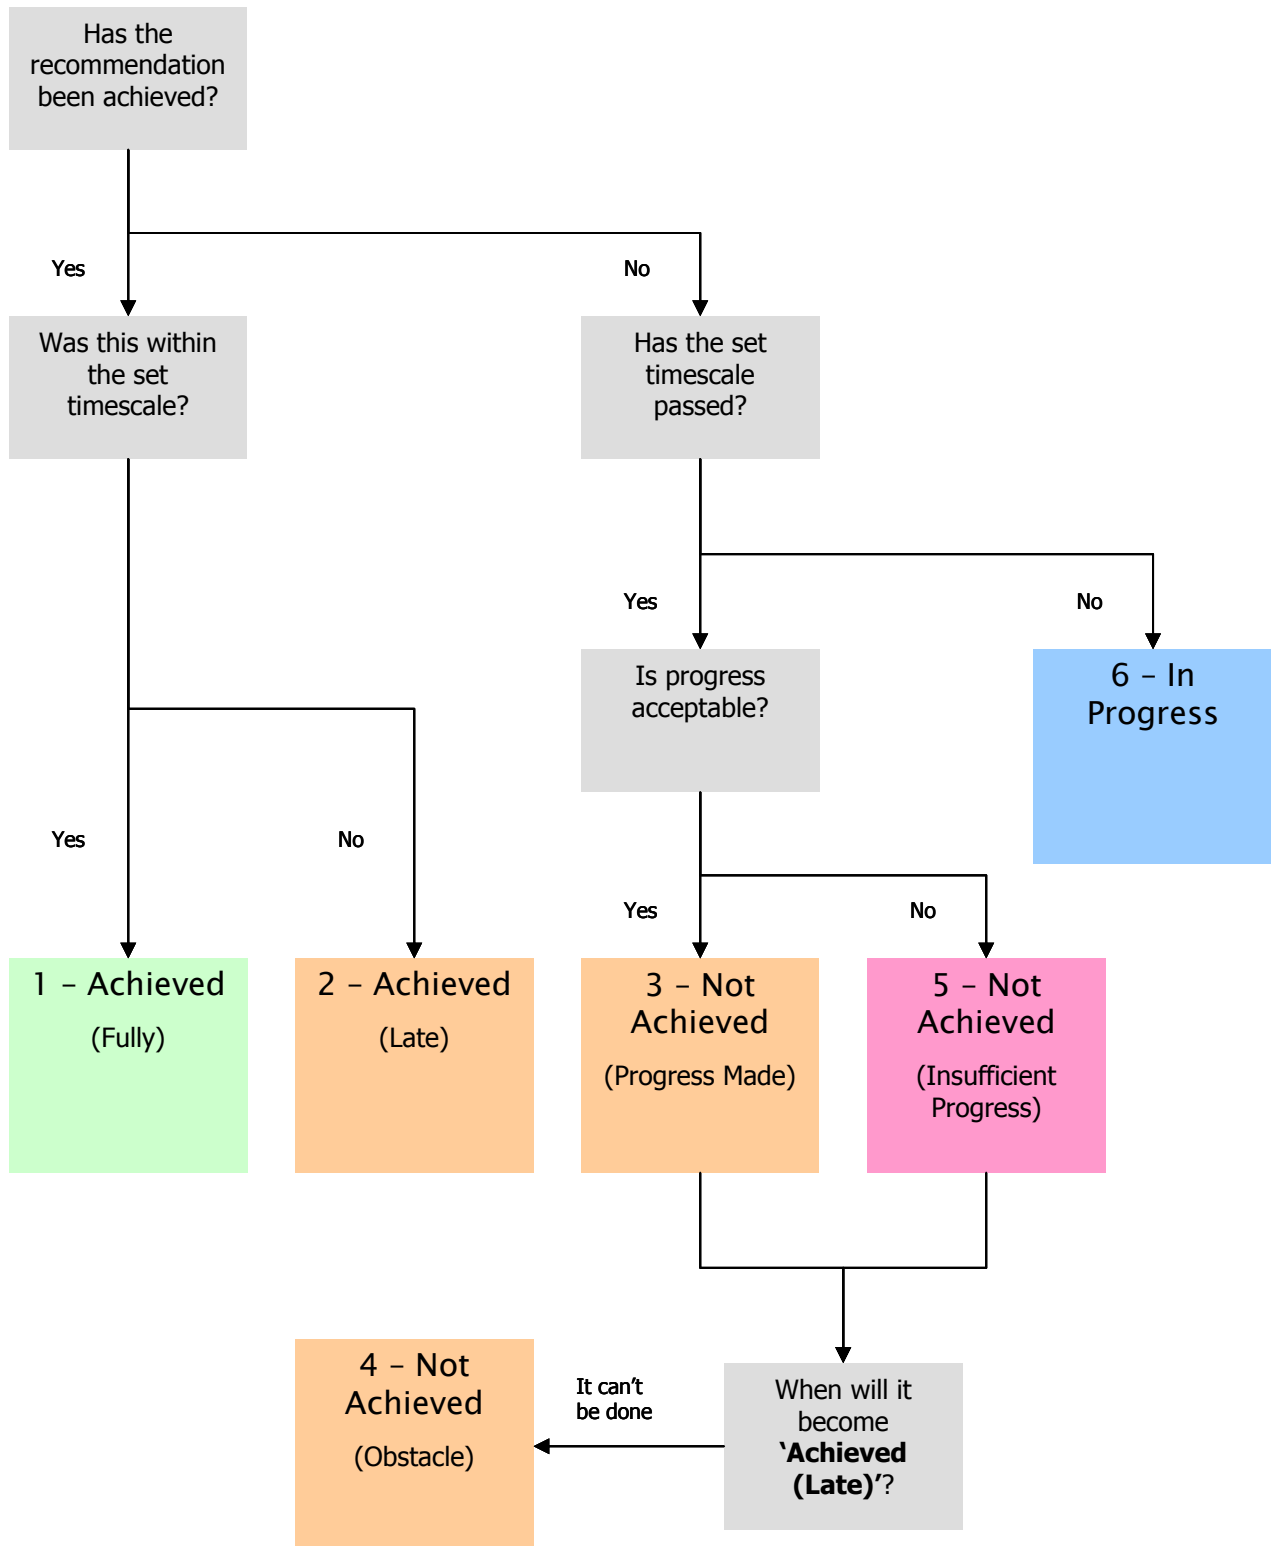 Has the
recommendation
been achieved?
Yes
No
Was this within
the set
timescale?
Has the set
timescale
passed?
Yes
No
Is progress
acceptable?
6 – In
Progress
Yes
No
Yes
No
1 – Achieved
(Fully)
2 – Achieved
(Late)
3 – Not
Achieved
(Progress Made)
5 – Not
Achieved
(Insufficient
Progress)
4 – Not
Achieved
(Obstacle)
It can’t
be done
When will it
become
‘Achieved
(Late)’?